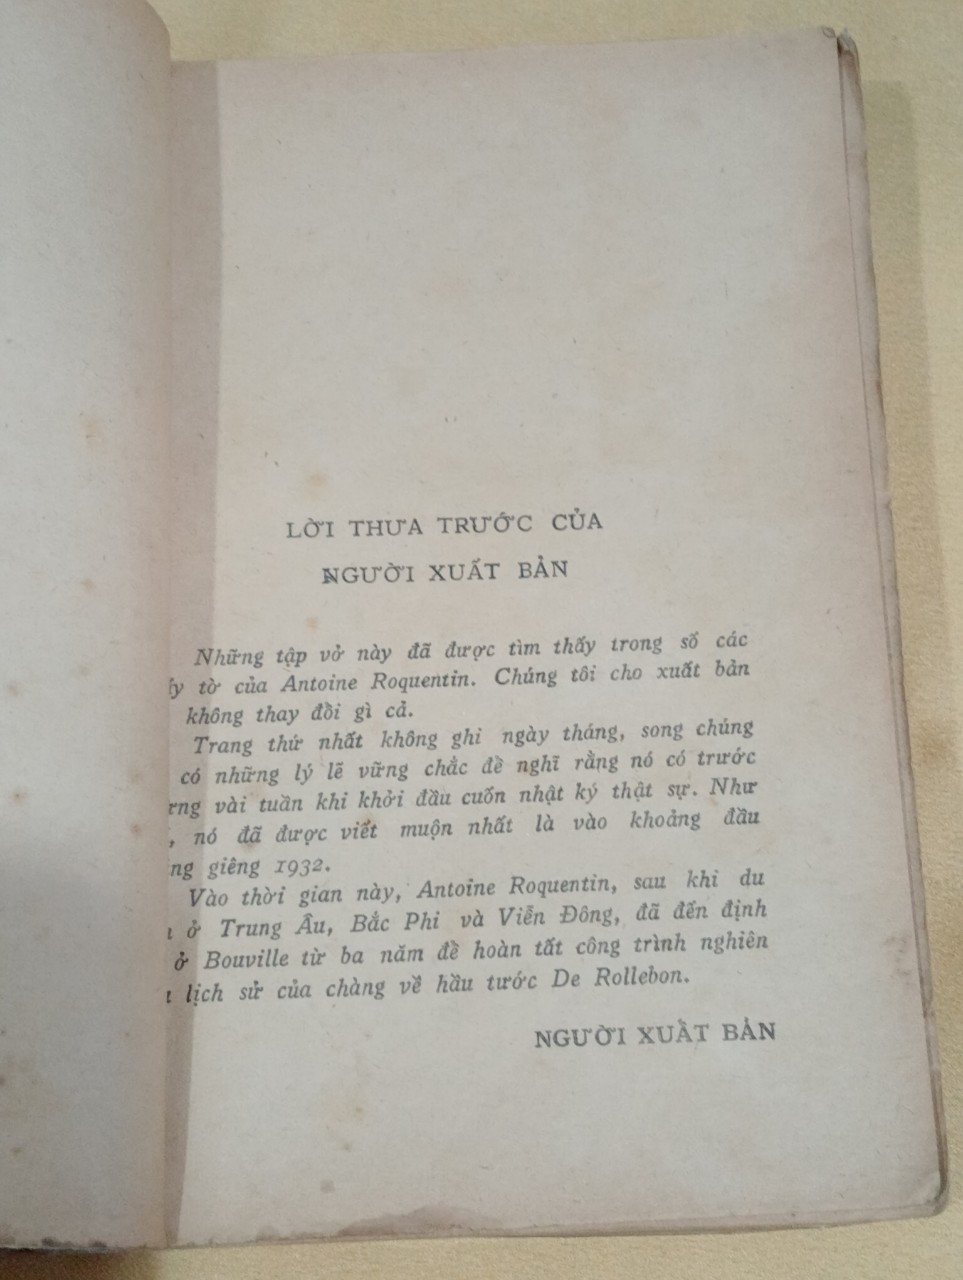 LỜI THƯA TRƯỚC CỦA
NGƯỜI XUẤT BẢN
Những tập vở này đã được tìm thấy trong số các
tờ của Antoine Roquentin. Chúng tôi cho xuất bản
không thay đổi gì cả.
Trang thứ nhất không ghi ngày tháng, song chúng
có những lý lẽ vững chắc để nghĩ rằng nó có trước
vài tuần khi khởi đầu cuốn nhật ký thật sự. Như
nó đã được viết muộn nhất là vào khoảng đầu
giêng 1932.
Vào thời gian này, Antoine Roquentin, sau khi du
ở Trung Âu, Bắc Phi và Viễn Đông, đã đến định
ở Bouville từ ba năm để hoàn tất công trình nghiên
lịch sử của chàng về hầu tước De Rollebon.
NGƯỜI XUẤT BẢN